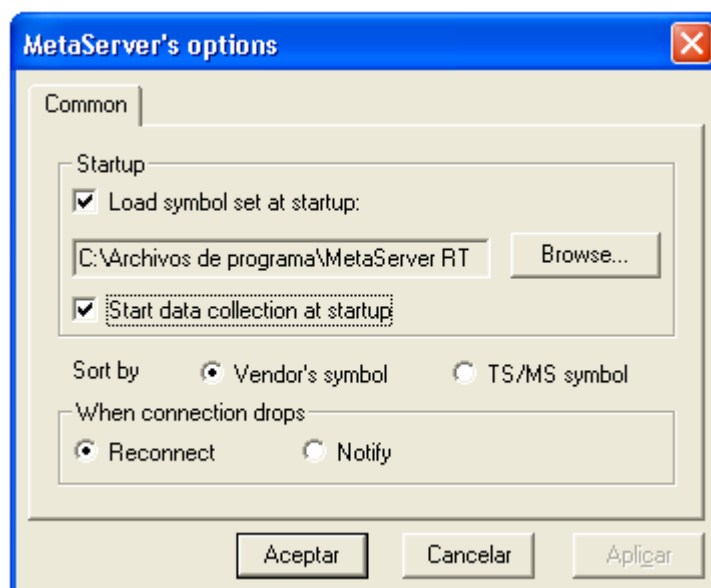 MetaServer's options
Common
Startup
Load symbol set at startup:
C:\Archivos de programa\MetaServer RT
Browse...
Start data collection at startup
Sort by Vendor's symbol TS/MS symbol
When connection drops
Reconnect Notify
Aceptar Cancelar Aplicar